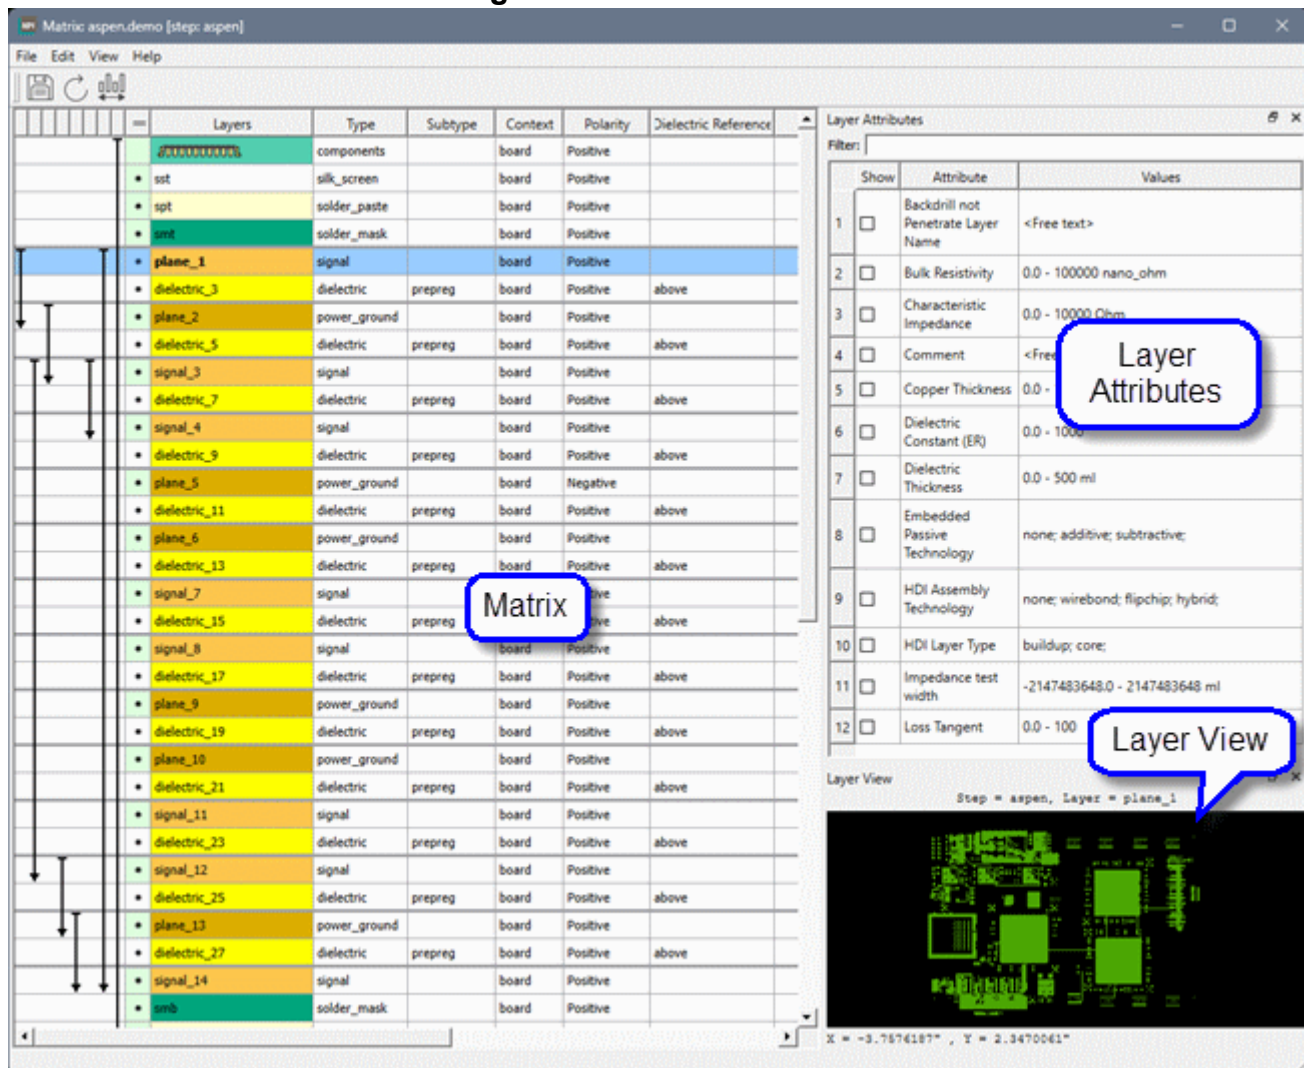 Matrix: aspen.demo [step: aspen]
File Edit View Help
Layers Type Subtype Context Polarity Dielectric Reference
components board Positive
sst silk_screen board Positive
spt solder_paste board Positive
smt solder_mask board Positive
plane_1 signal board Positive
dielectric_3 dielectric prepreg board Positive above
plane_2 power_ground board Positive
dielectric_5 dielectric prepreg board Positive above
signal_3 signal board Positive
dielectric_7 dielectric prepreg board Positive above
signal_4 signal board Positive
dielectric_9 dielectric prepreg board Positive above
plane_5 power_ground board Negative
dielectric_11 dielectric prepreg board Positive above
plane_6 power_ground board Positive
dielectric_13 dielectric prepreg board Positive above
signal_7 signal
dielectric_15 dielectric prepreg above
signal_8 signal board Positive
dielectric_17 dielectric prepreg board Positive above
plane_9 power_ground board Positive
dielectric_19 dielectric prepreg board Positive above
plane_10 power_ground board Positive
dielectric_21 dielectric prepreg board Positive above
signal_11 signal board Positive
dielectric_23 dielectric prepreg board Positive above
signal_12 signal board Positive
dielectric_25 dielectric prepreg board Positive above
plane_13 power_ground board Positive
dielectric_27 dielectric prepreg board Positive above
signal_14 signal board Positive
smb solder_mask board Positive
Matrix
Layer Attributes
Filter:
Show Attribute Values
1 Backdrill not
Penetrate Layer
Name
<Free text>
2 Bulk Resistivity 0.0 - 100000 nano_ohm
3 Characteristic
Impedance
0.0 - 10000 Ohm
4 Comment <Free
5 Copper Thickness 0.0 -
6 Dielectric
Constant (ER)
0.0 - 1000
7 Dielectric
Thickness
0.0 - 500 ml
8 Embedded
Passive
Technology
none; additive; subtractive;
9 HDI Assembly
Technology
none; wirebond; flipchip; hybrid;
10 HDI Layer Type buildup; core;
11 Impedance test
width
-2147483648.0 - 2147483648 ml
12 Loss Tangent 0.0 - 100
Layer
Attributes
Layer View
Layer View
Step = aspen, Layer = plane_1
X = -3.7576187" , Y = 2.3470061"